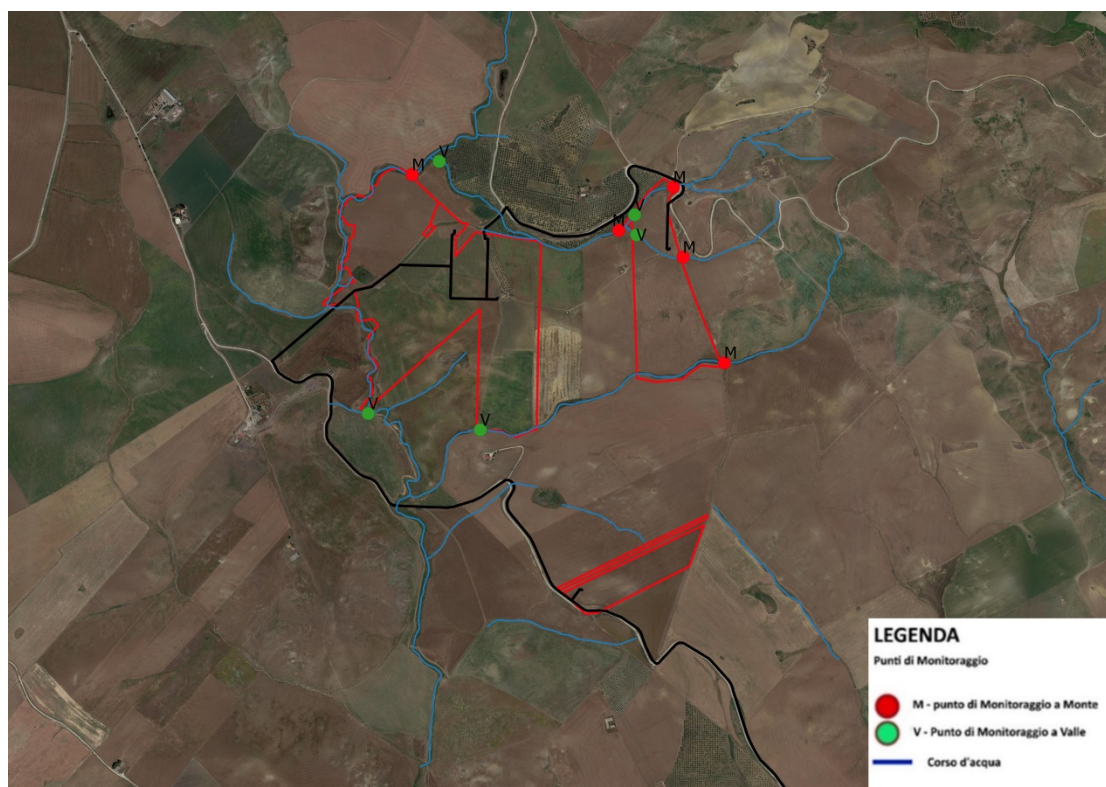 V
M
M
V
M
V
M
M
V
V
LEGENDA
Punti di Monitoraggio
M - punto di Monitoraggio a Monte
V - Punto di Monitoraggio a Valle
Corso d'acqua